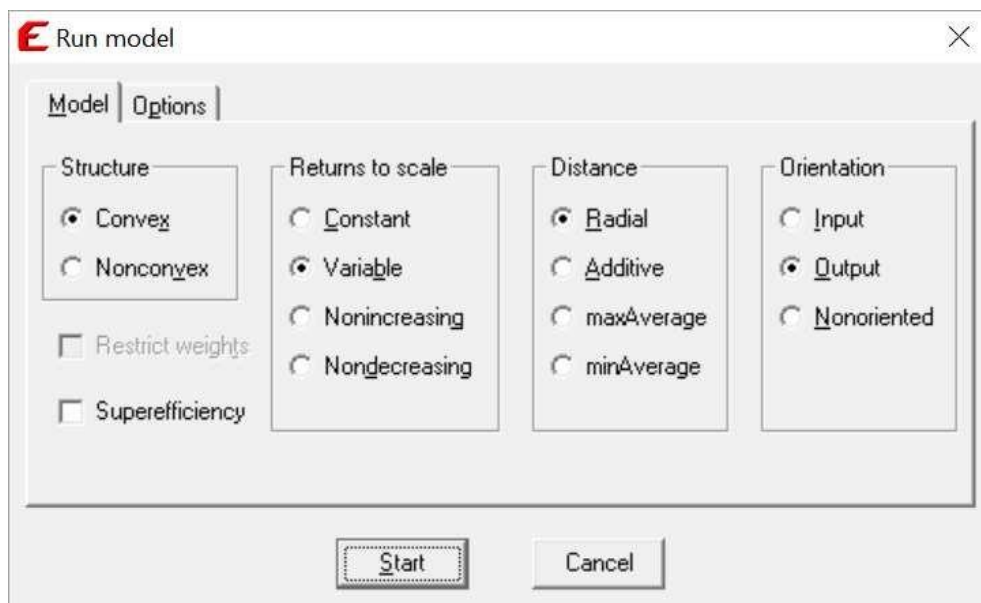 Run model
Model Options
Structure
Convex
Nonconvex
Restrict weights
Superefficiency
Returns to scale
Constant
Variable
Nonincreasing
Nondecreasing
Distance
Radial
Additive
maxAverage
minAverage
Orientation
Input
Output
Nonoriented
Start Cancel